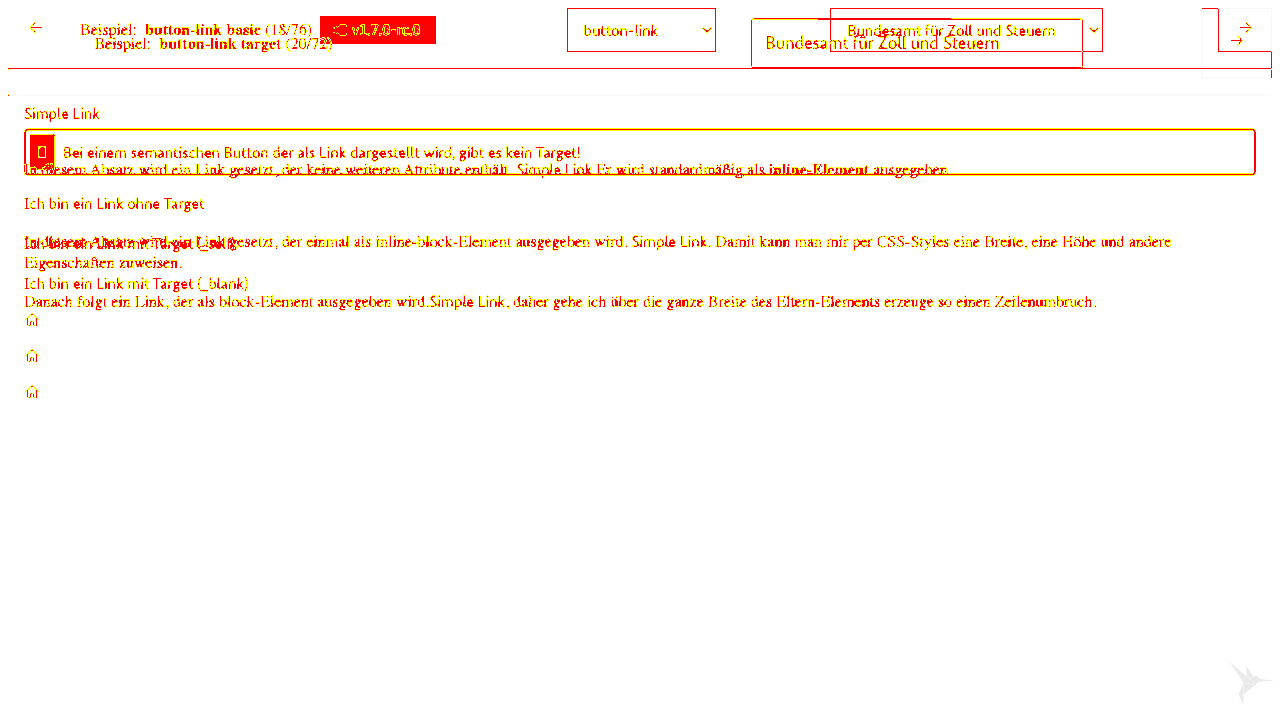 Beispiel: button-link basic (18/76) v1.7.0-rc.0 button-link Bundesamt für Zoll und Steuern
Beispiel: button-link target (20/72) Bundesamt für Zoll und Steuern
Simple Link
Bei einem semantischen Button der als Link dargestellt wird, gibt es kein Target!
In diesem Absatz wird ein Link gesetzt, der keine weiteren Attribute enthält. Simple Link Er wird standardmäßig als inline-Element ausgegeben
Ich bin ein Link ohne Target
In diesem Absatz wird ein Link gesetzt, der einmal als inline-block-Element ausgegeben wird. Simple Link. Damit kann man mir per CSS-Styles eine Breite, eine Höhe und andere
Ich bin ein Link mit Target (_self)
Eigenschaften zuweisen.
Ich bin ein Link mit Target (_blank)
Danach folgt ein Link, der als block-Element ausgegeben wird.Simple Link, daher gehe ich über die ganze Breite des Eltern-Elements erzeuge so einen Zeilenumbruch.